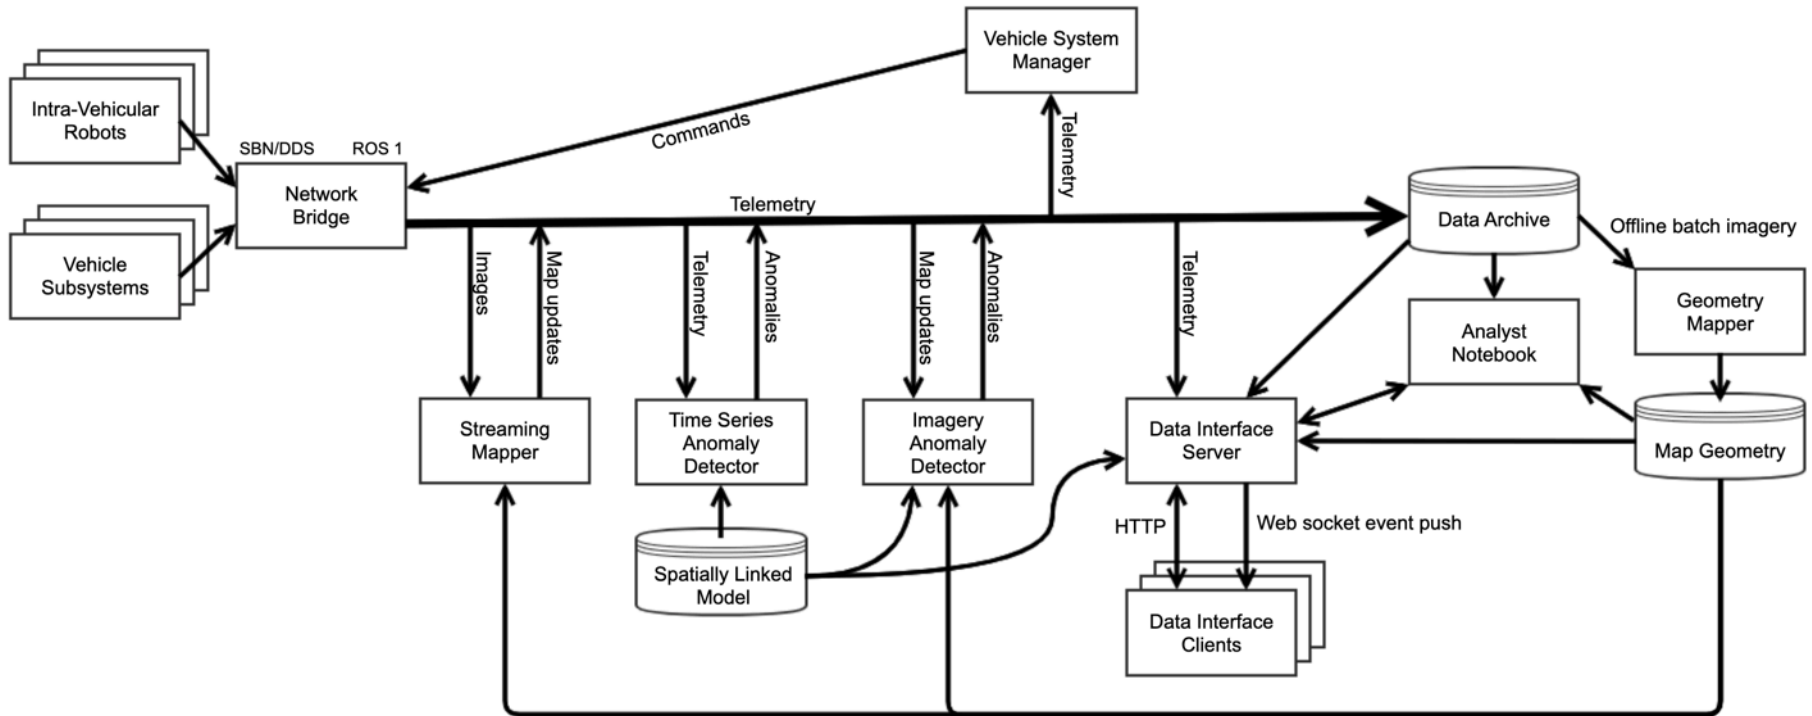 Vehicle System
Manager
Intra-Vehicular
Robots
Commands
Telemetry
SBN/DDS
ROS 1
Network
Bridge
Telemetry
Data Archive
Offline batch imagery
Vehicle
Subsystems
Images
Map updates
Telemetry
Anomalies
Map updates
Anomalies
Telemetry
Analyst
Notebook
Geometry
Mapper
Streaming
Mapper
Time Series
Anomaly
Detector
Imagery
Anomaly
Detector
Data Interface
Server
Map Geometry
HTTP
Web socket event push
Spatially Linked
Model
Data Interface
Clients